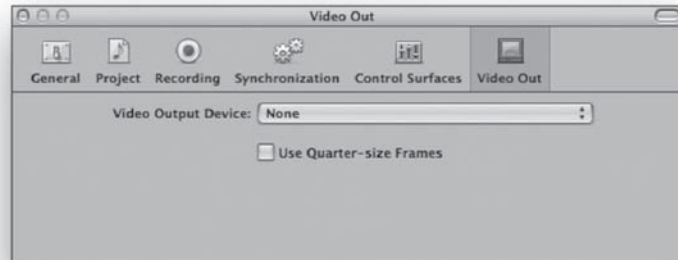 Video Out
General Project Recording Synchronization Control Surfaces Video Out
Video Output Device: None
Use Quarter-size Frames